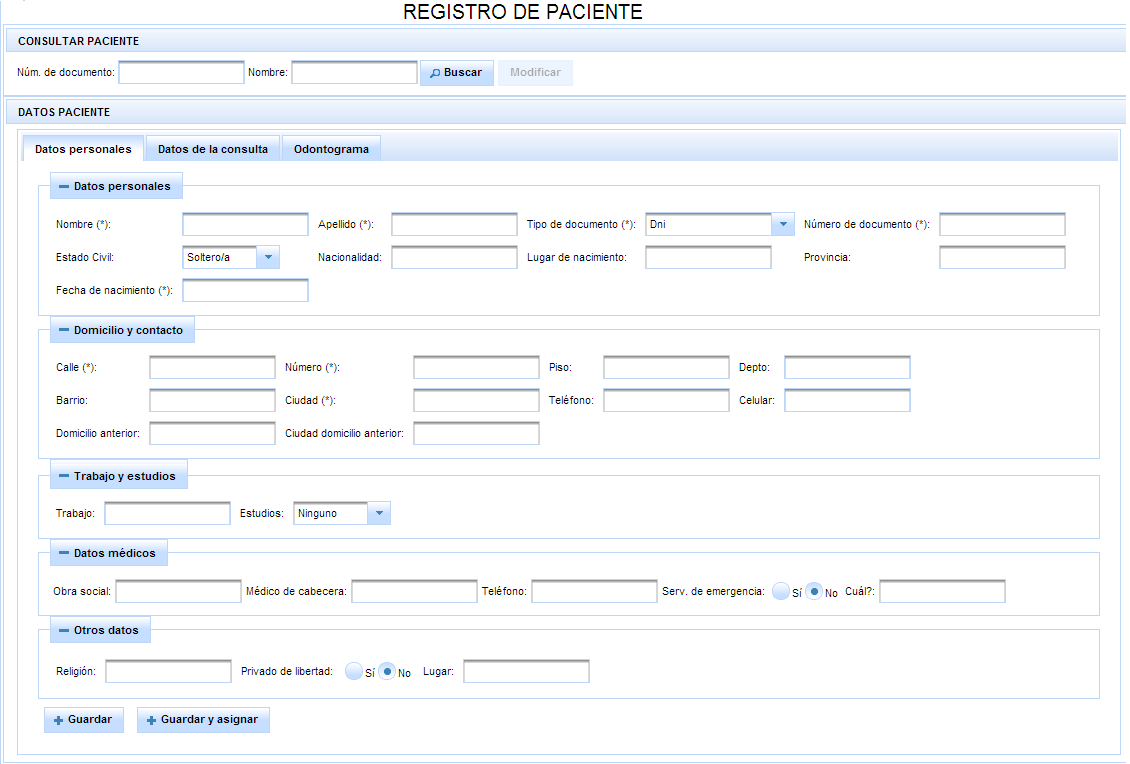 REGISTRO DE PACIENTE
CONSULTAR PACIENTE
Núm. de documento: Nombre: Buscar Modificar
DATOS PACIENTE
Datos personales Datos de la consulta Odontograma
Datos personales
Nombre (*): Apellido (*): Tipo de documento (*): Dni Número de documento (*):
Estado Civil: Soltero/a Nacionalidad: Lugar de nacimiento: Provincia:
Fecha de nacimiento (*):
Domicilio y contacto
Calle (*): Número (*): Piso: Depto:
Barrio: Ciudad (*): Teléfono: Celular:
Domicilio anterior: Ciudad domicilio anterior:
Trabajo y estudios
Trabajo: Estudios: Ninguno
Datos médicos
Obra social: Médico de cabecera: Teléfono: Serv. de emergencia: Sí No Cuál?:
Otros datos
Religión: Privado de libertad: Sí No Lugar:
Guardar Guardar y asignar